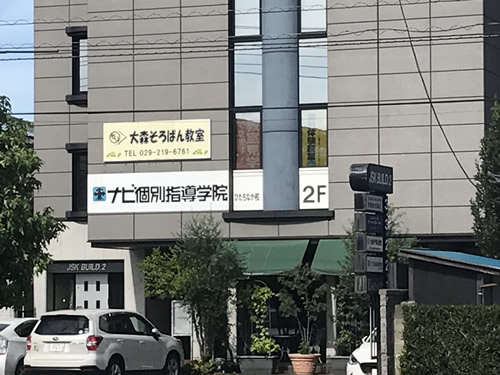 大森そろばん教室
TEL 029-219-6761
ナビ個別指導学院
ひたちなか校
2F
JSK BUILD.2
JSK BUILD.2